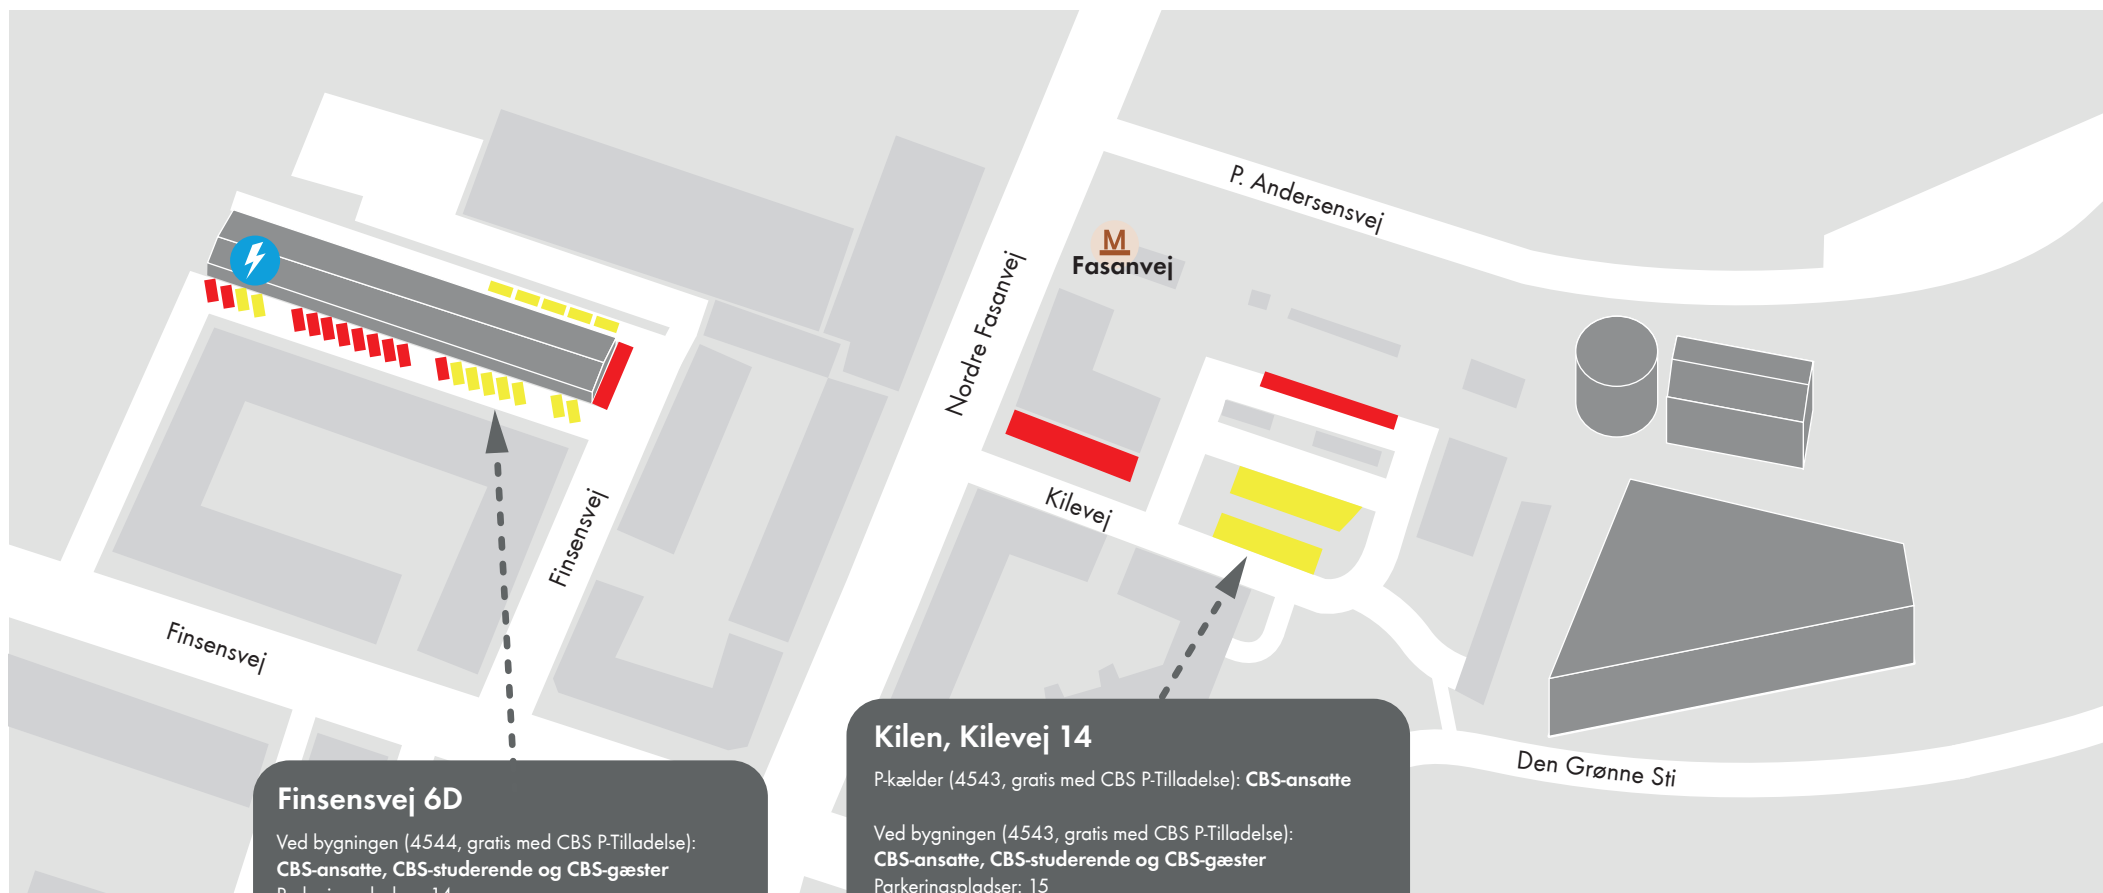 P. Andersensvej
M
Fasanvej
Nordre Fasanvej
Kilevej
Finsensvej
Finsensvej
Den Grønne Sti
Finsensvej 6D
Ved bygningen (4544, gratis med CBS P-Tilladelse):
CBS-ansatte, CBS-studerende og CBS-gæster
Parkeringspladser: 14
Kilen, Kilevej 14
P-kælder (4543, gratis med CBS P-Tilladelse): CBS-ansatte
Ved bygningen (4543, gratis med CBS P-Tilladelse):
CBS-ansatte, CBS-studerende og CBS-gæster
Parkeringspladser: 15